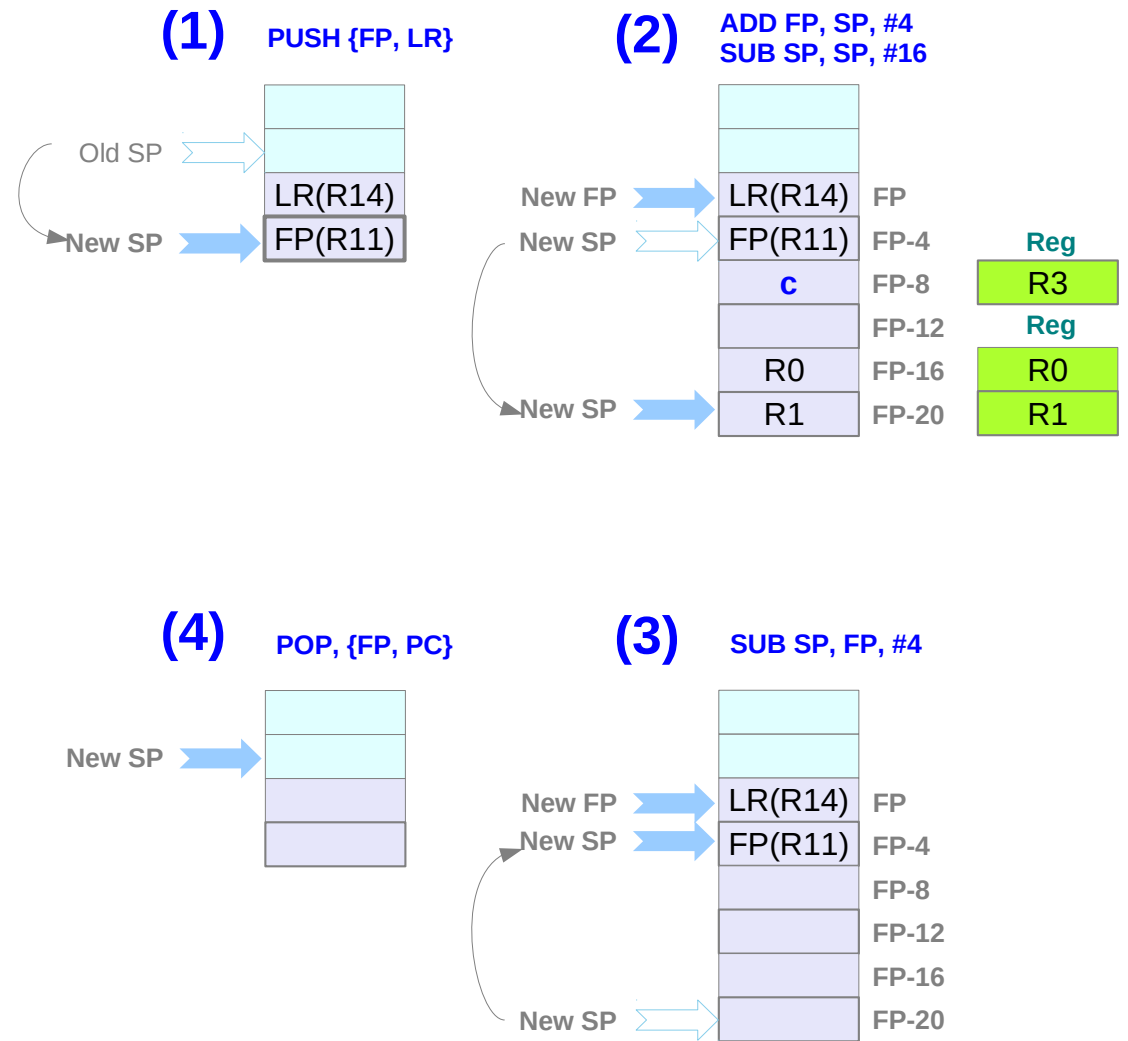 (1)
PUSH {FP, LR}
Old SP
LR(R14)
New SP
FP(R11)
(2)
ADD FP, SP, #4
SUB SP, SP, #16
New FP
LR(R14)
FP
New SP
FP(R11)
FP-4
Reg
c
FP-8
R3
FP-12
Reg
R0
FP-16
R0
New SP
R1
FP-20
R1
(4)
POP, {FP, PC}
New SP
(3)
SUB SP, FP, #4
New FP
LR(R14)
FP
New SP
FP(R11)
FP-4
FP-8
FP-12
FP-16
New SP
FP-20